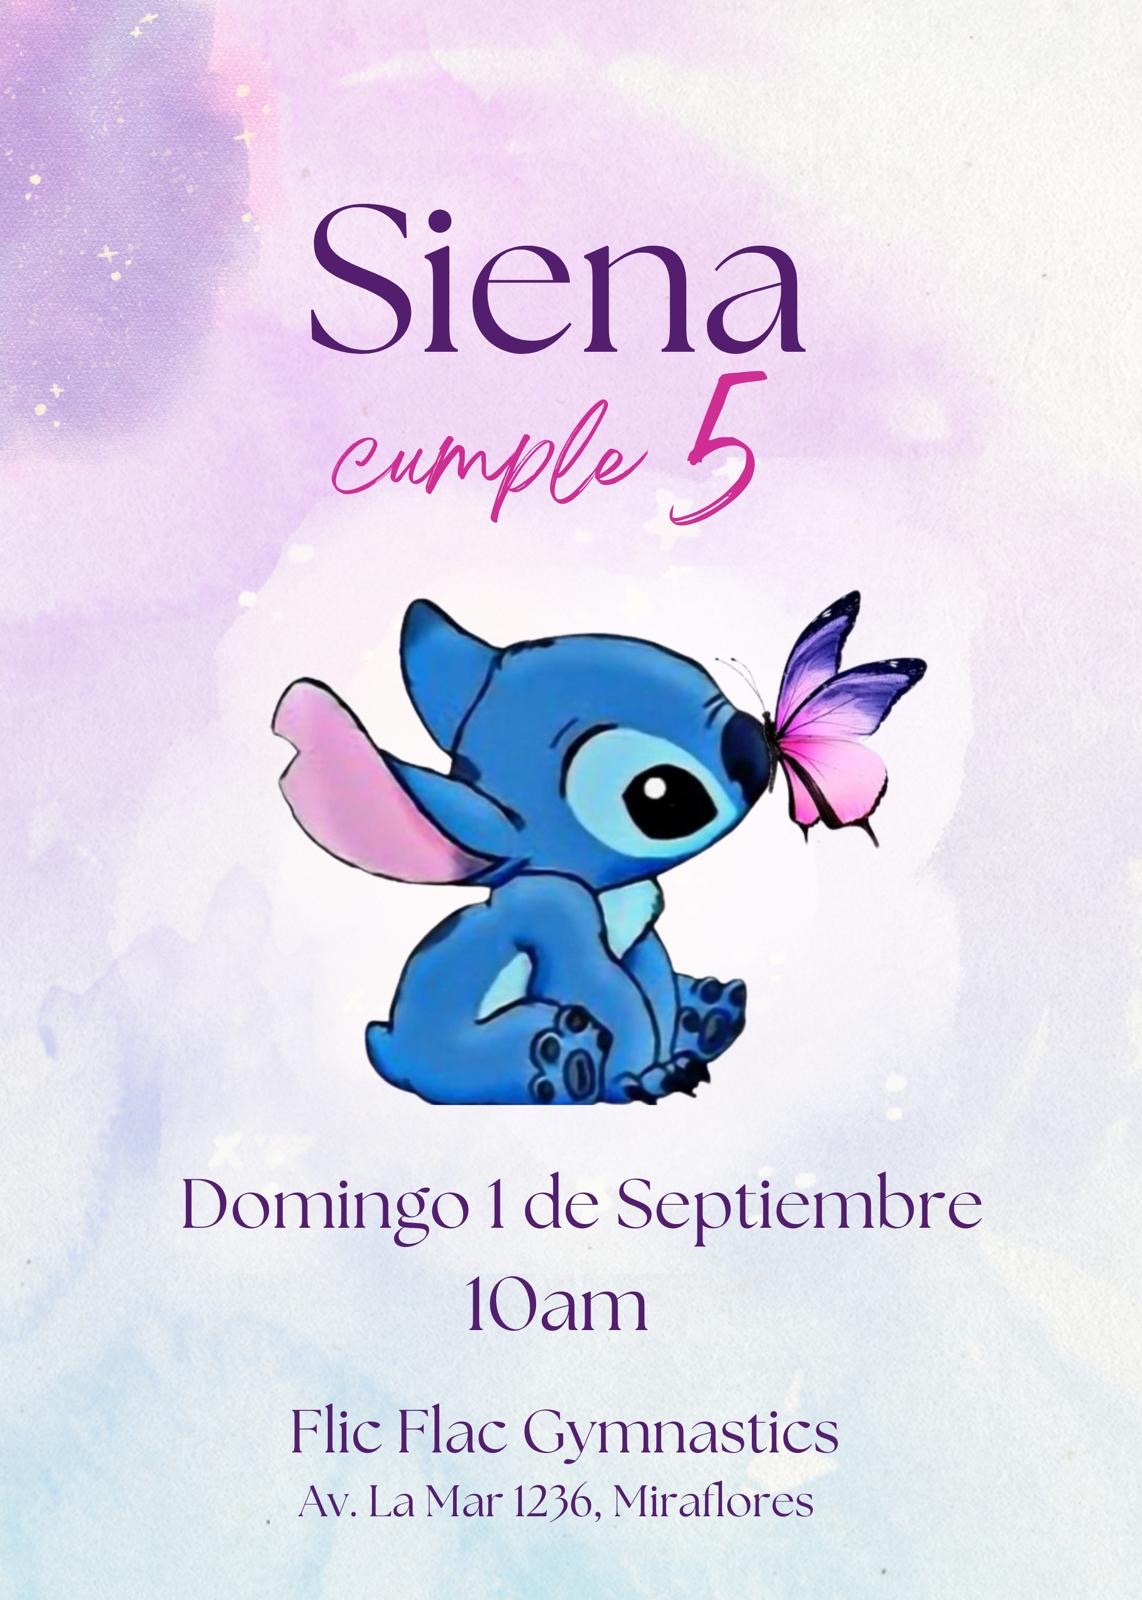 Siena
cumple 5
Domingo 1 de Septiembre
10am
Flic Flac Gymnastics
Av. La Mar 1236, Miraflores